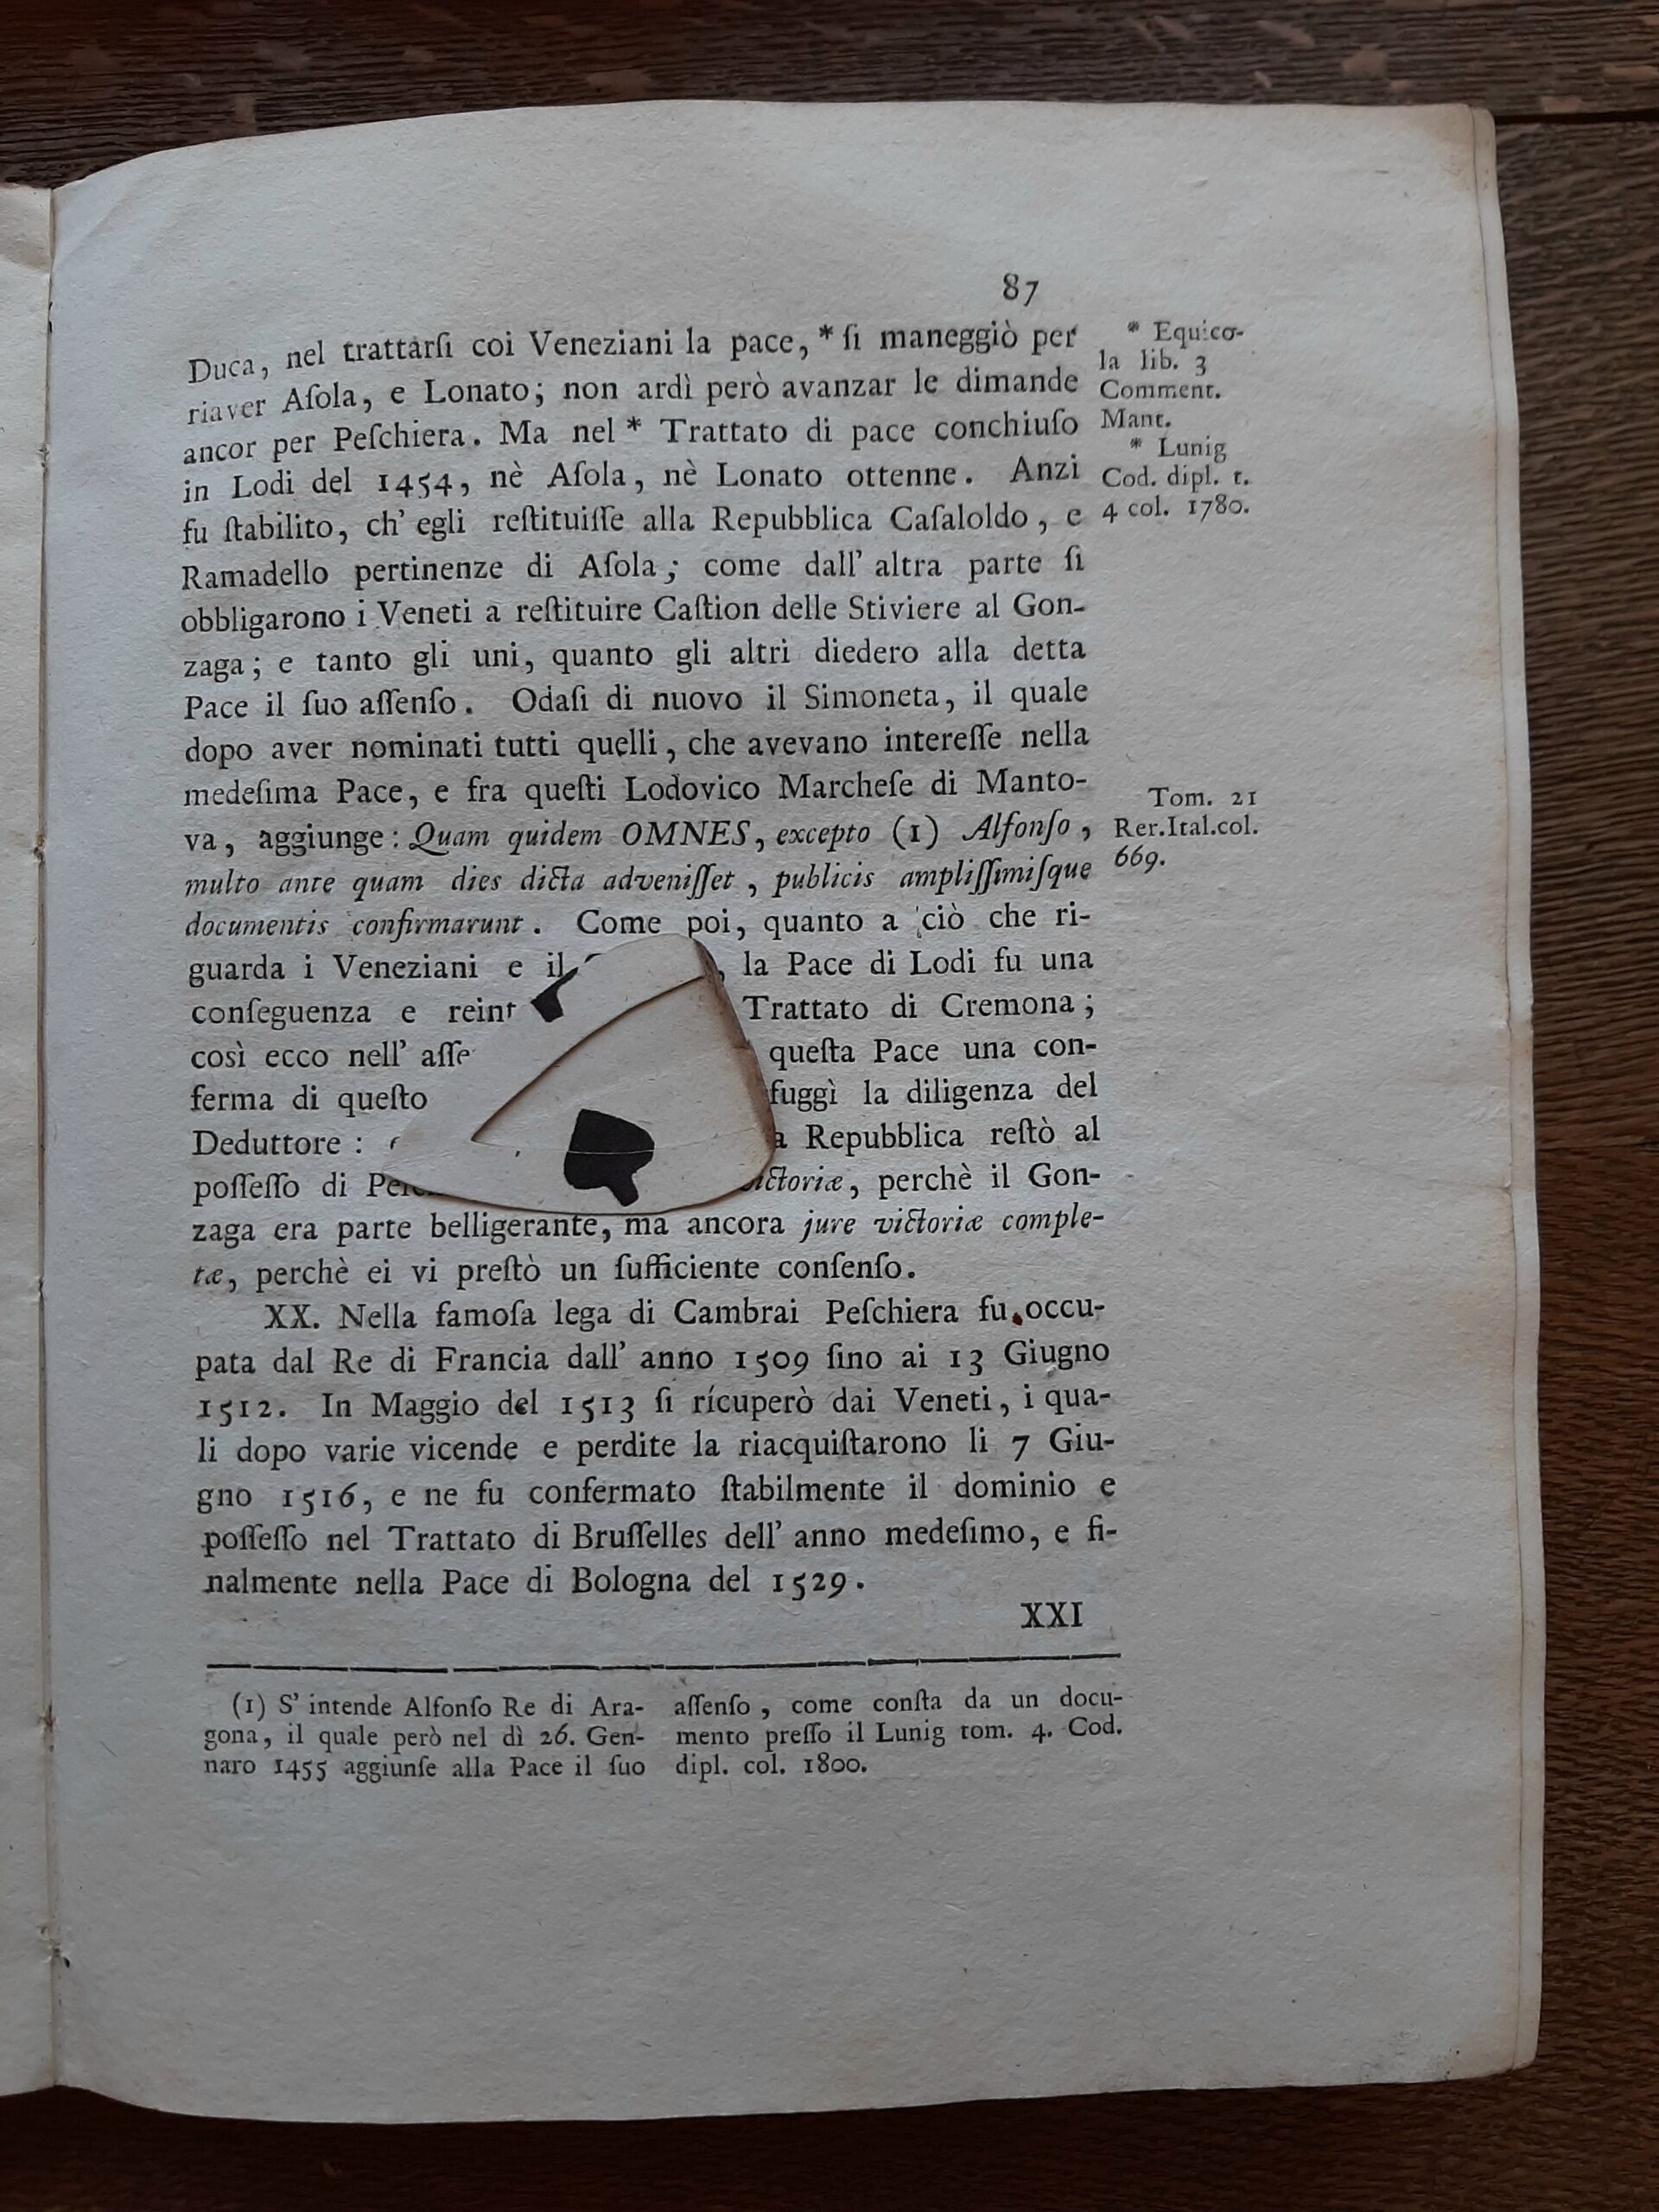 87
Duca, nel trattarſi coi Veneziani la pace, * ſi maneggiò per
riaver Aſola, e Lonato; non ardì però avanzar le dimande
ancor per Peſchiera. Ma nel * Trattato di pace conchiuſo
in Lodi del 1454, nè Aſola, nè Lonato ottenne. Anzi
fu ſtabilito, ch' egli reſtituiſſe alla Repubblica Caſaloldo, e
Ramadello pertinenze di Aſola; come dall' altra parte ſi
obbligarono i Veneti a reſtituire Caſtion delle Stiviere al Gon-
zaga; e tanto gli uni, quanto gli altri diedero alla detta
Pace il ſuo aſſenſo. Odaſi di nuovo il Simoneta, il quale
dopo aver nominati tutti quelli, che avevano intereſſe nella
medeſima Pace, e fra queſti Lodovico Marcheſe di Manto-
va, aggiunge: Quam quidem OMNES, excepto (1) Alfonſo,
multo ante quam dies dicta adveniſſet, publicis ampliſſimiſque
documentis confirmarunt. Come poi, quanto a ciò che ri-
guarda i Veneziani e il , la Pace di Lodi fu una
conſeguenza e Trattato di Cremona;
così ecco nell' queſta Pace una con-
ferma di queſto fuggì la diligenza del
Deduttore: Repubblica reſtò al
poſſeſſo di perchè il Gon-
zaga era parte belligerante, ma ancora jure victoriæ comple-
tæ, perchè ei vi preſtò un ſufficiente conſenſo.
XX. Nella famoſa lega di Cambrai Peſchiera fu occu-
pata dal Re di Francia dall' anno 1509 ſino ai 13 Giugno
1512. In Maggio del 1513 ſi ricuperò dai Veneti, i qua-
li dopo varie vicende e perdite la riacquiſtarono li 7 Giu-
gno 1516, e ne fu confermato ſtabilmente il dominio e
poſſeſſo nel Trattato di Bruſſelles dell' anno medeſimo, e fi-
nalmente nella Pace di Bologna del 1529.
XXI
* Equico-
la lib. 3
Comment.
Mant.
* Lunig
Cod. dipl. t.
4 col. 1780.
Tom. 21
Rer.Ital.col.
669.
(1) S' intende Alfonſo Re di Ara-
gona, il quale però nel dì 26. Gen-
naro 1455 aggiunſe alla Pace il ſuo
aſſenſo, come conſta da un docu-
mento preſſo il Lunig tom. 4. Cod.
dipl. col. 1800.